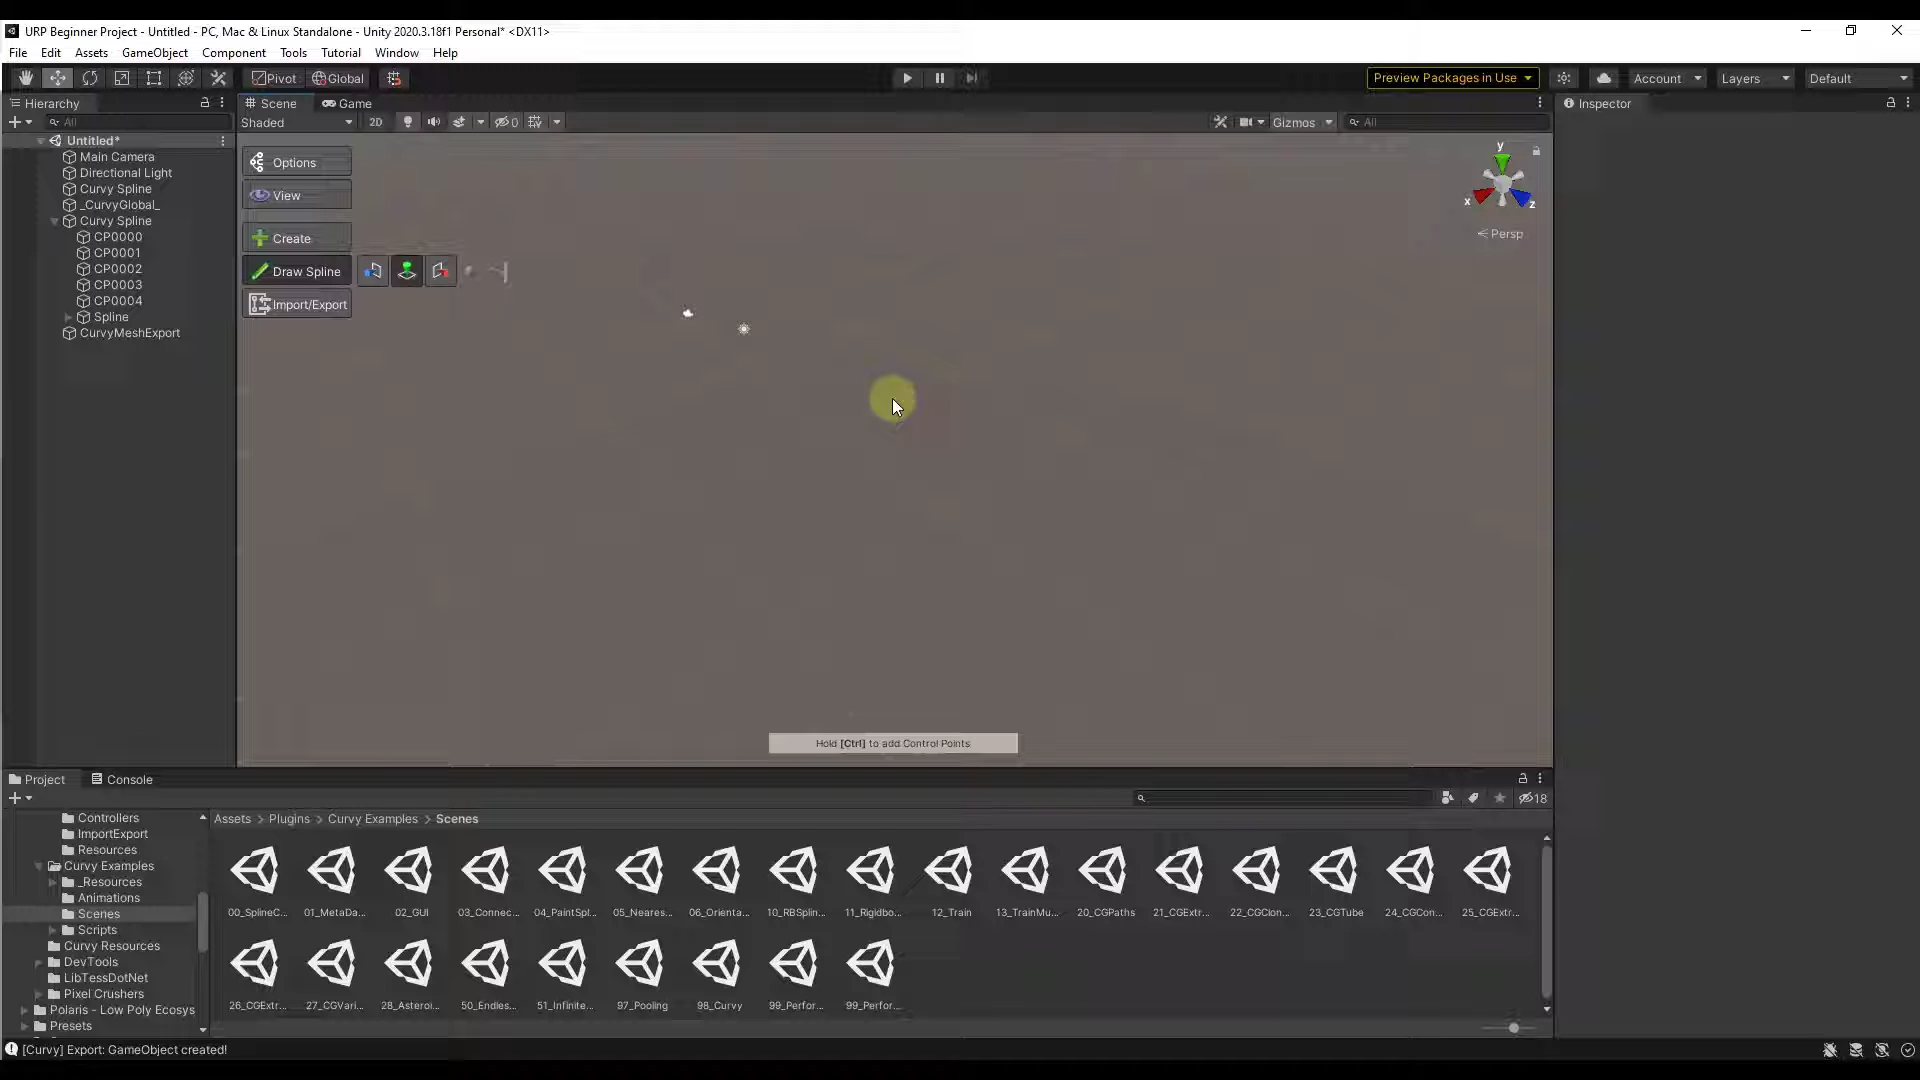 URP Beginner Project - Untitled - PC, Mac & Linux Standalone - Unity 2020.3.18f1 Personal* <DX11>
File Edit Assets GameObject Component Tools Tutorial Window Help
Pivot Global Preview Packages in Use Account Layers Default
Hierarchy Scene Game Inspector
All Shaded 2D 0 Gizmos All
Untitled*
Main Camera
Directional Light
Curvy Spline
_CurvyGlobal_
Curvy Spline
CP0000
CP0001
CP0002
CP0003
CP0004
Spline
CurvyMeshExport
Options
View
Create
Draw Spline
Import/Export
y
x z
Persp
Hold [Ctrl] to add Control Points
Project Console
18
Controllers
ImportExport
Resources
Curvy Examples
_Resources
Animations
Scenes
Scripts
Curvy Resources
DevTools
LibTessDotNet
Pixel Crushers
Polaris - Low Poly Ecosys
Presets
Assets > Plugins > Curvy Examples > Scenes
00_SplineC... 01_MetaDa... 02_GUI 03_Connec... 04_PaintSpl... 05_Neares... 06_Orienta... 10_RBSplin... 11_Rigidbo... 12_Train 13_TrainMu... 20_CGPaths 21_CGExtr... 22_CGClon... 23_CGTube 24_CGCon... 25_CGExtr...
26_CGExtr... 27_CGVari... 28_Asteroi... 50_Endles... 51_Infinite... 97_Pooling 98_Curvy 99_Perfor... 99_Perfor...
[Curvy] Export: GameObject created!